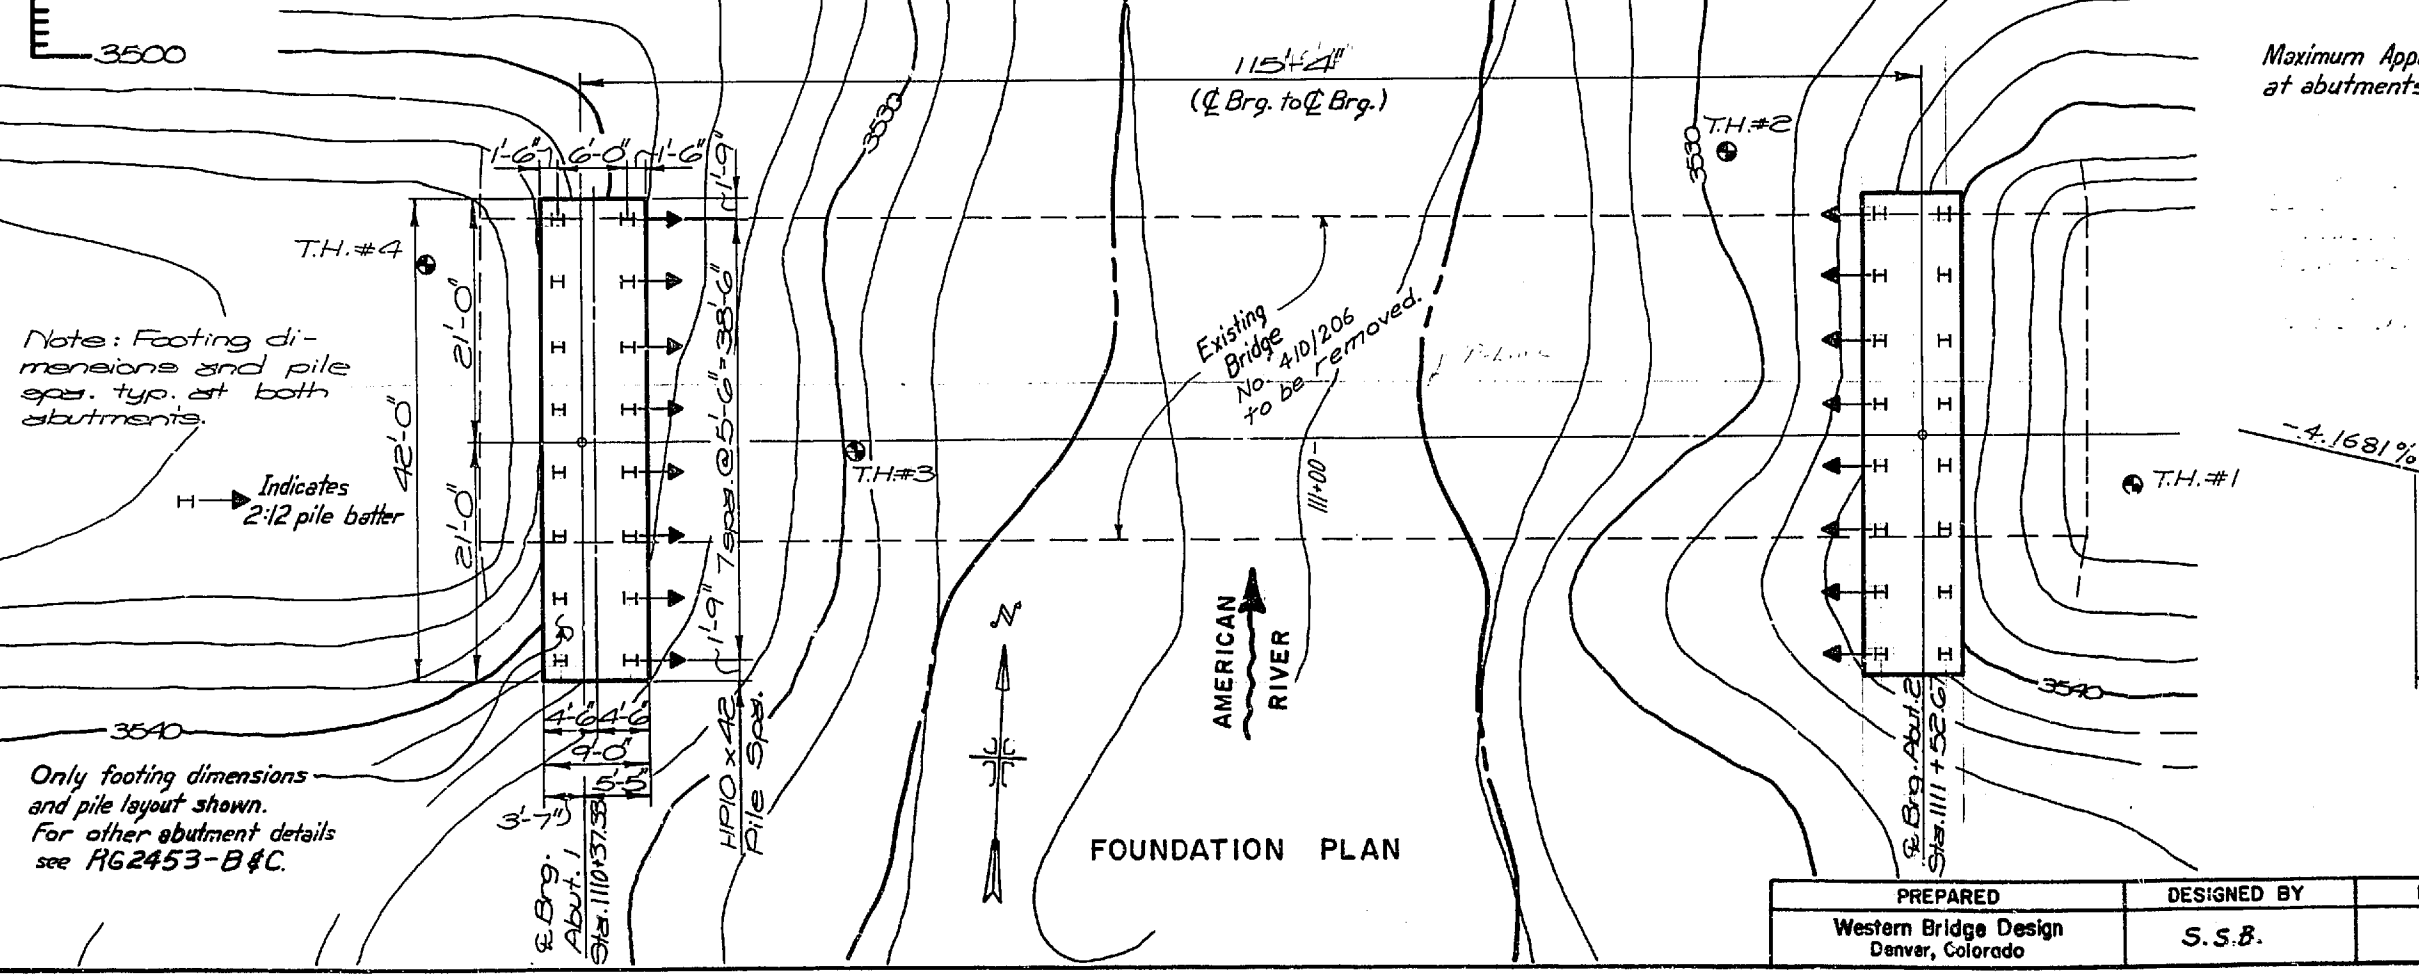 3500
115'-4"
(℄ Brg. to ℄ Brg.)
Maximum App
at abutments
3530
3530
T.H.#2
1'-6"
6'-0"
1'-6"
1'-9"
T.H.#4
21'-0"
42'-0"
21'-0"
7 spa. @ 5'-6" = 38'-6"
1'-9"
Note: Footing di-
mensions and pile
spa. typ. at both
abutments.
Existing
Bridge
No. 410/206
to be removed.
-4.1681%
T.H.#3
T.H.#1
H Indicates
2:12 pile batter
111+00
AMERICAN
RIVER
N
3540
3540
4'-6"
4'-6"
9'-0"
5'-5"
3'-7"
HP10 x 42
Pile Spa.
Only footing dimensions
and pile layout shown.
For other abutment details
see RG2453-B & C.
℄ Brg.
Abut. 1
Sta. 1110+37.33
℄ Brg. Abut. 2
Sta. 1111+52.67
FOUNDATION PLAN
PREPARED
DESIGNED BY
Western Bridge Design
Denver, Colorado
S.S.B.